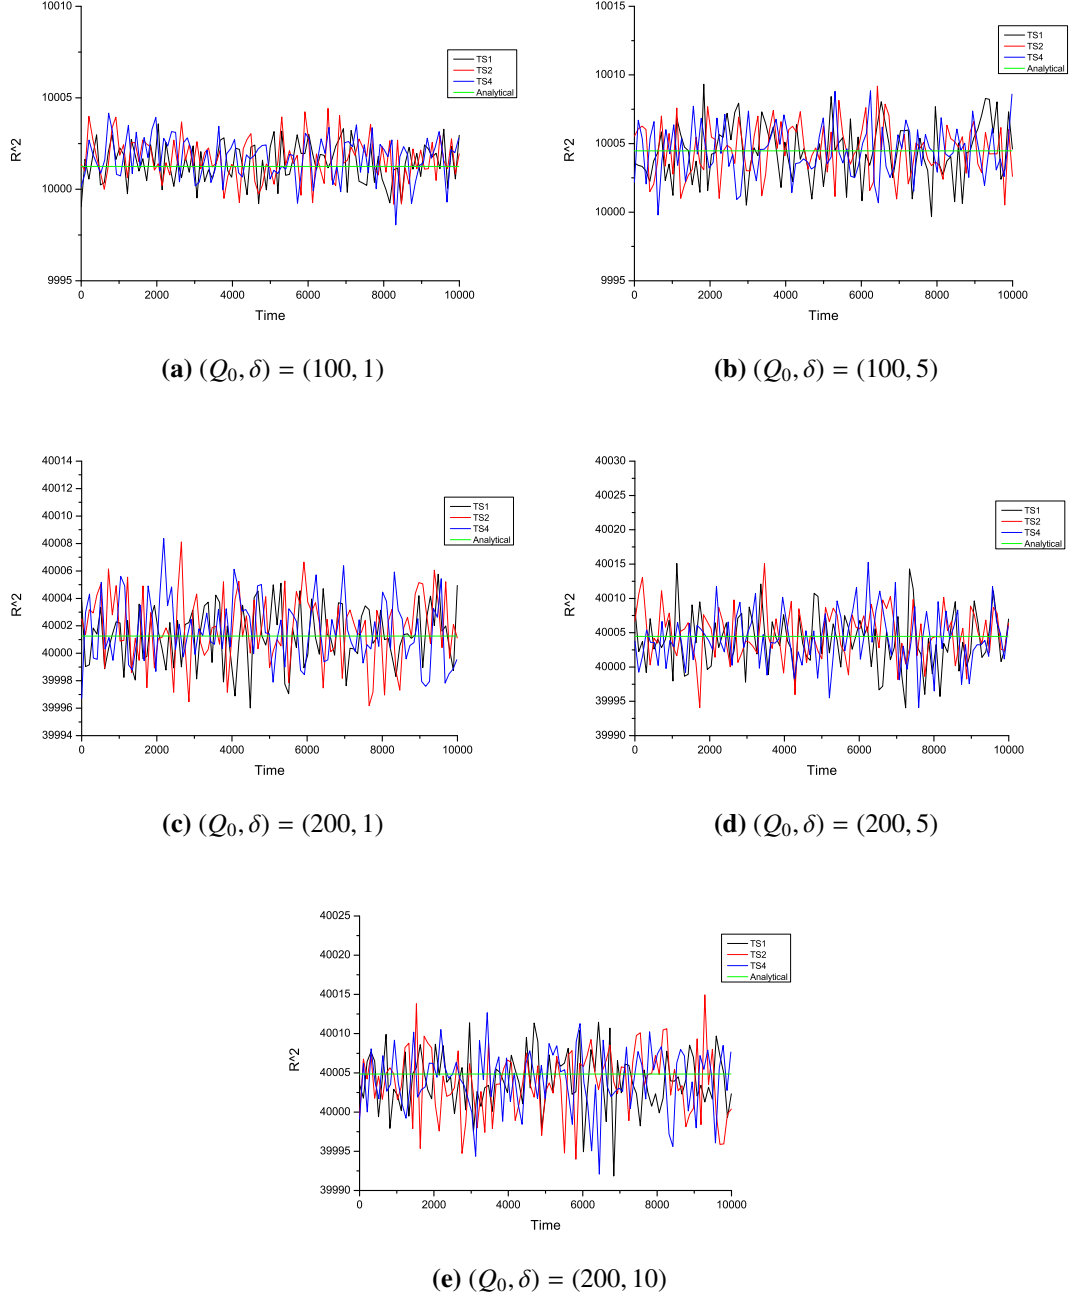 10010
10005
10000
9995
R^2
0 2000 4000 6000 8000 10000
Time
TS1
TS2
TS4
Analytical
(a) (Q₀, δ) = (100, 1)
10015
10010
10005
10000
9995
R^2
0 2000 4000 6000 8000 10000
Time
TS1
TS2
TS4
Analytical
(b) (Q₀, δ) = (100, 5)
40014
40012
40010
40008
40006
40004
40002
40000
39998
39996
39994
R^2
0 2000 4000 6000 8000 10000
Time
TS1
TS2
TS4
Analytical
(c) (Q₀, δ) = (200, 1)
40030
40025
40020
40015
40010
40005
40000
39995
39990
R^2
0 2000 4000 6000 8000 10000
Time
TS1
TS2
TS4
Analytical
(d) (Q₀, δ) = (200, 5)
40025
40020
40015
40010
40005
40000
39995
39990
R^2
0 2000 4000 6000 8000 10000
Time
TS1
TS2
TS4
Analytical
(e) (Q₀, δ) = (200, 10)